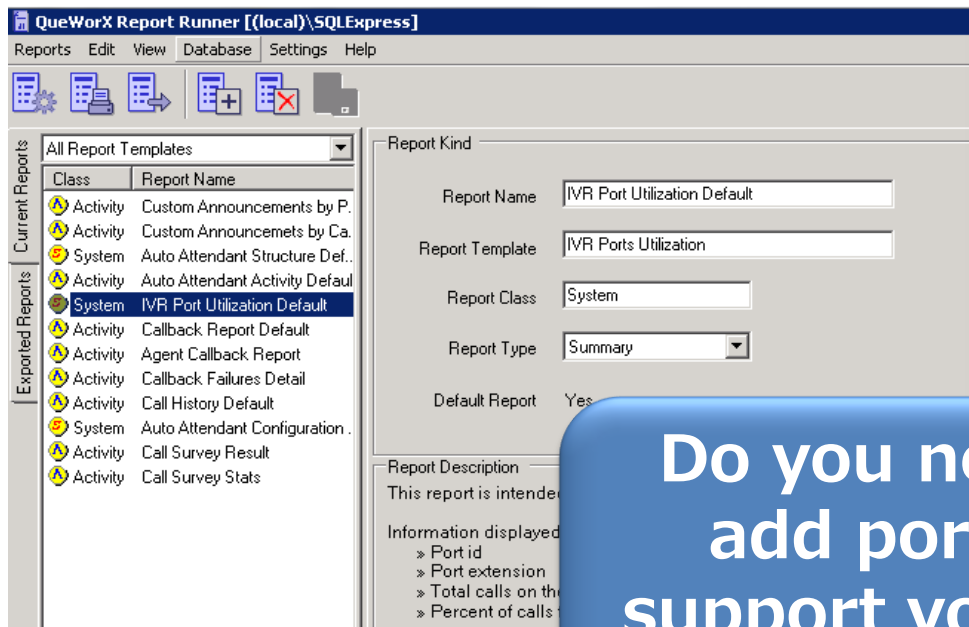 QueWorX Report Runner [(local)\SQLExpress]
Reports Edit View Database Settings Help
Current Reports
Exported Reports
All Report Templates
Class Report Name
Activity Custom Announcements by P.
Activity Custom Announcemets by Ca.
System Auto Attendant Structure Def..
Activity Auto Attendant Activity Defaul
System IVR Port Utilization Default
Activity Callback Report Default
Activity Agent Callback Report
Activity Callback Failures Detail
Activity Call History Default
System Auto Attendant Configuration .
Activity Call Survey Result
Activity Call Survey Stats
Report Kind
Report Name IVR Port Utilization Default
Report Template IVR Ports Utilization
Report Class System
Report Type Summary
Default Report Yes
Report Description
This report is intende
Information displayed
» Port id
» Port extension
» Total calls on th
» Percent of calls
Do you ne
add por
support yo